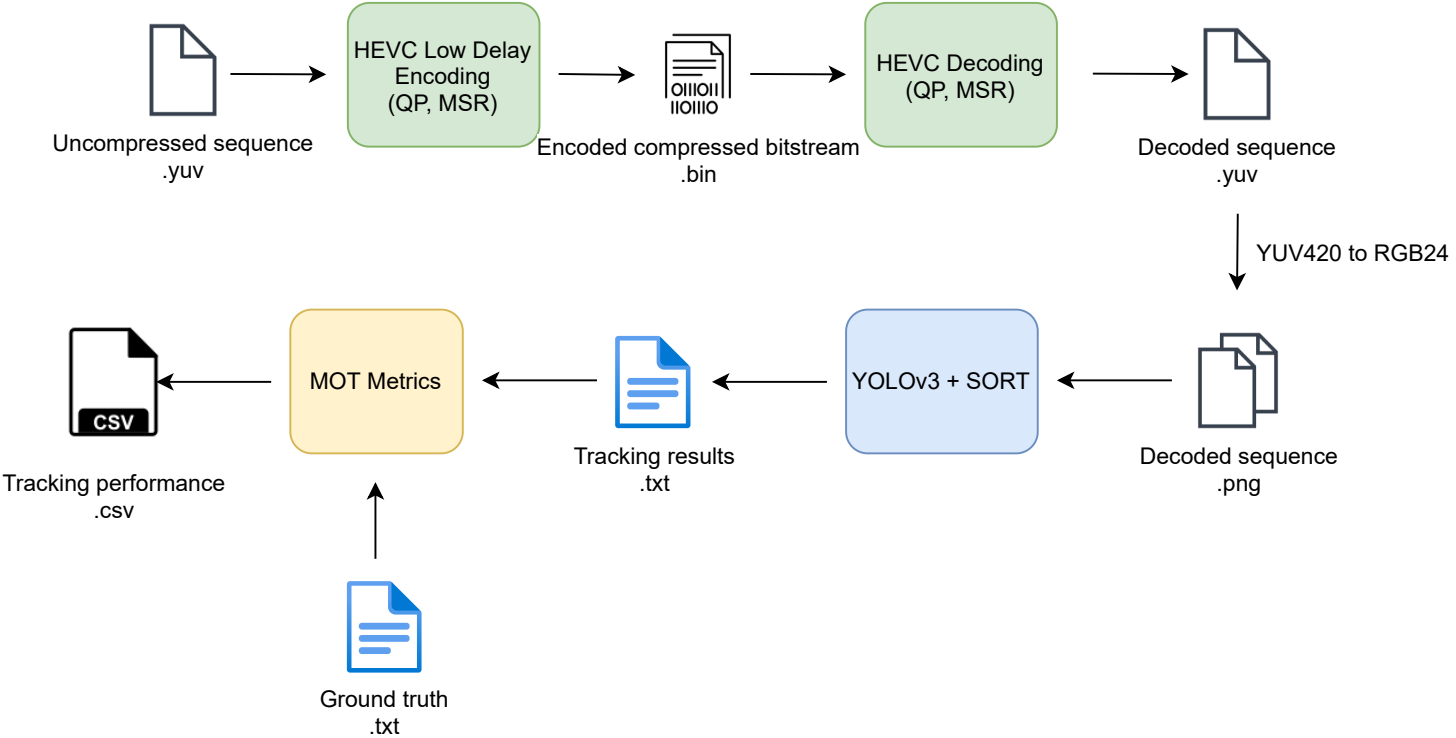 HEVC Low Delay
Encoding
(QP, MSR)
HEVC Decoding
(QP, MSR)
OIIIOII
IIOIIIO
Uncompressed sequence
.yuv
Encoded compressed bitstream
.bin
Decoded sequence
.yuv
YUV420 to RGB24
MOT Metrics
YOLOv3 + SORT
CSV
Tracking results
.txt
Decoded sequence
.png
Tracking performance
.csv
Ground truth
.txt